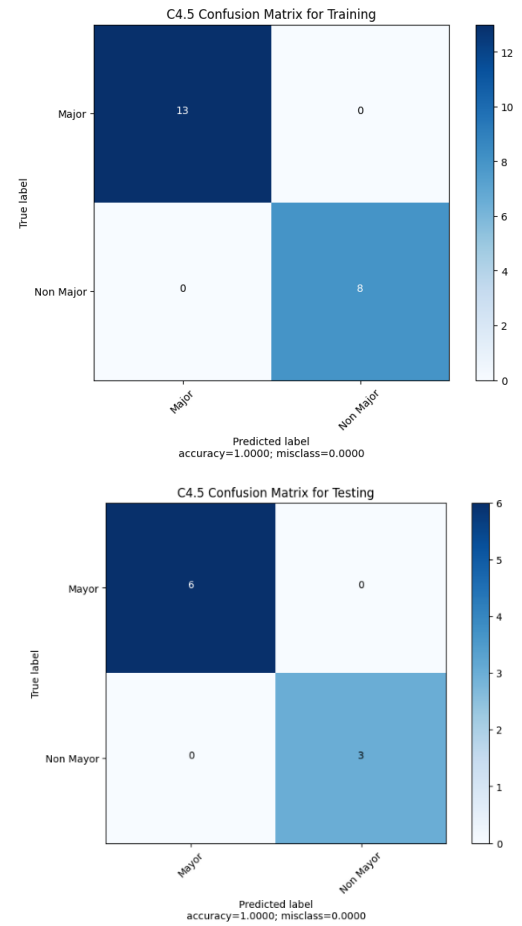 C4.5 Confusion Matrix for Training
Major
13
0
Non Major
0
8
True label
Major
Non Major
Predicted label
accuracy=1.0000; misclass=0.0000
12
10
8
6
4
2
0
C4.5 Confusion Matrix for Testing
Mayor
6
0
Non Mayor
0
3
True label
Mayor
Non Mayor
Predicted label
accuracy=1.0000; misclass=0.0000
6
5
4
3
2
1
0